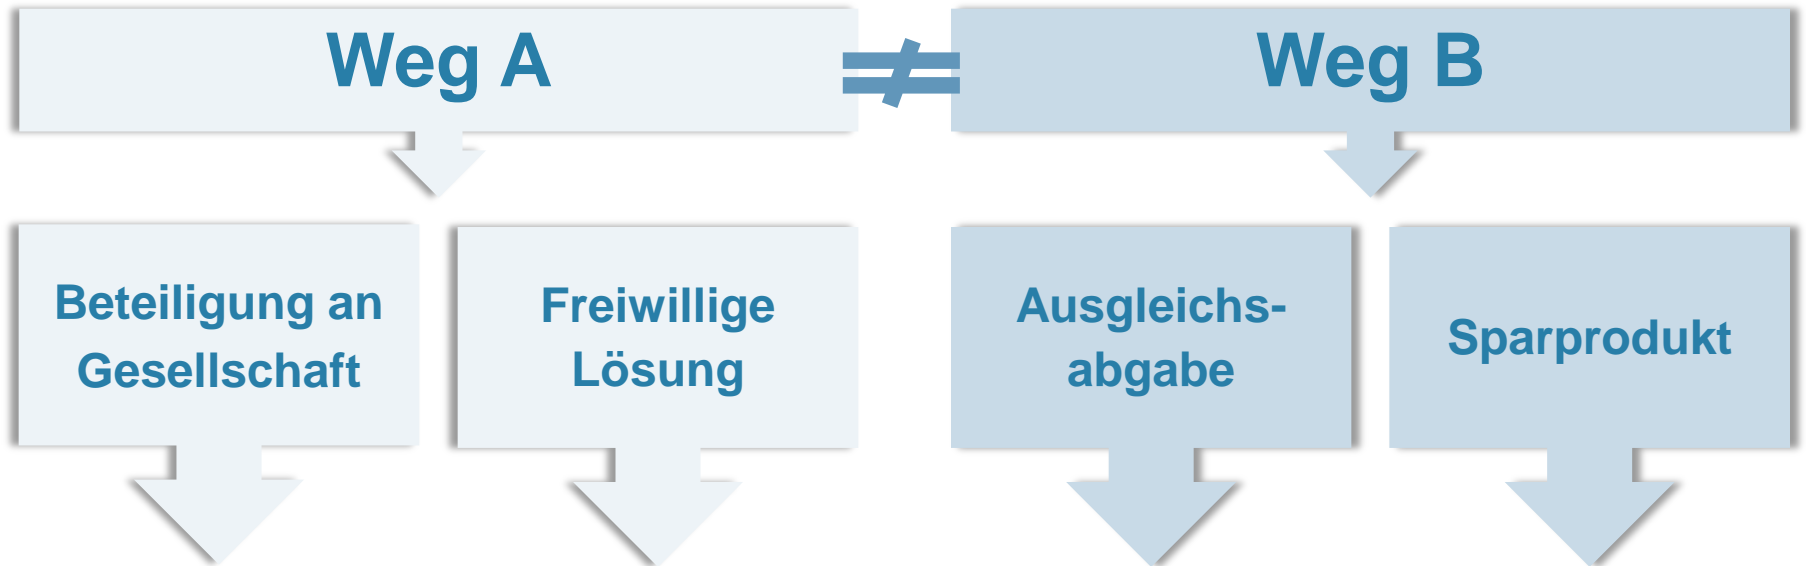 Weg A
≠
Weg B
Beteiligung an
Gesellschaft
Freiwillige
Lösung
Ausgleichs-
abgabe
Sparprodukt